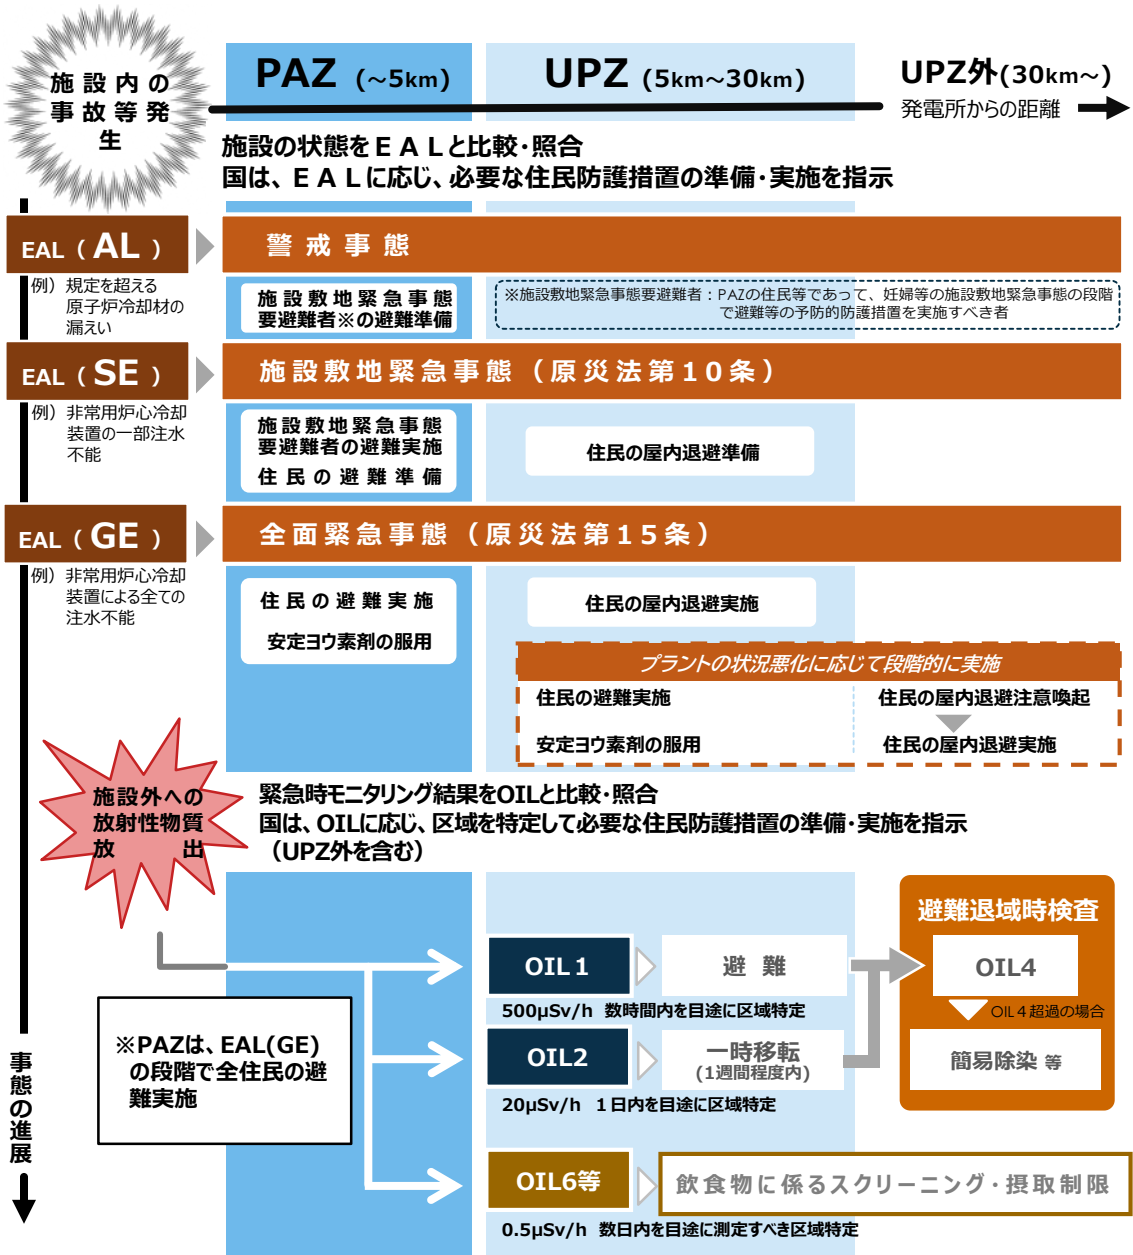 施設内の
事故等発
生
PAZ (～5km)
UPZ (5km～30km)
UPZ外(30km～)
発電所からの距離
施設の状態をＥＡＬと比較・照合
国は、ＥＡＬに応じ、必要な住民防護措置の準備・実施を指示
EAL（ AL ）
警戒事態
例）規定を超える
原子炉冷却材の
漏えい
施設敷地緊急事態
要避難者※の避難準備
※施設敷地緊急事態要避難者：PAZの住民等であって、妊婦等の施設敷地緊急事態の段階
で避難等の予防的防護措置を実施すべき者
EAL（ SE ）
施設敷地緊急事態（原災法第１０条）
例）非常用炉心冷却
装置の一部注水
不能
施設敷地緊急事態
要避難者の避難実施
住民の避難準備
住民の屋内退避準備
EAL（ GE ）
全面緊急事態（原災法第１５条）
例）非常用炉心冷却
装置による全ての
注水不能
住民の避難実施
安定ヨウ素剤の服用
住民の屋内退避実施
プラントの状況悪化に応じて段階的に実施
住民の避難実施
住民の屋内退避注意喚起
安定ヨウ素剤の服用
住民の屋内退避実施
施設外への
放射性物質
放出
緊急時モニタリング結果をOILと比較・照合
国は、OILに応じ、区域を特定して必要な住民防護措置の準備・実施を指示
（UPZ外を含む）
避難退域時検査
OIL１
避難
OIL4
500μSv/h 数時間内を目途に区域特定
OIL４超過の場合
※PAZは、EAL(GE)
の段階で全住民の避
難実施
OIL2
一時移転
(1週間程度内)
簡易除染 等
20μSv/h １日内を目途に区域特定
事態の進展
OIL6等
飲食物に係るスクリーニング・摂取制限
0.5μSv/h 数日内を目途に測定すべき区域特定